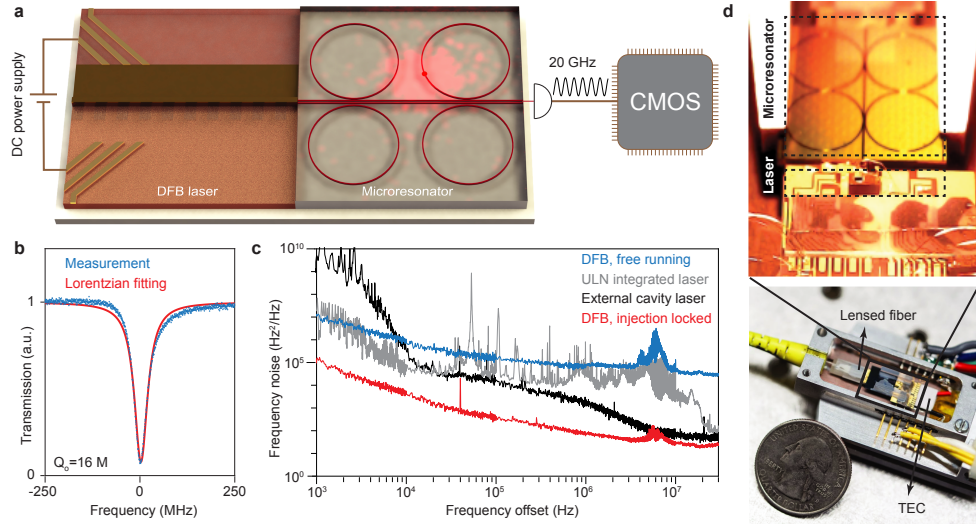 a
DC power supply
DFB laser
Microresonator
20 GHz
CMOS
b
Measurement
Lorentzian fitting
Transmission (a.u.)
1
0
Qₒ=16 M
-250
0
250
Frequency (MHz)
c
DFB, free running
ULN integrated laser
External cavity laser
DFB, injection locked
Frequency noise (Hz²/Hz)
10¹⁰
10⁵
10⁰
10³
10⁴
10⁵
10⁶
10⁷
Frequency offset (Hz)
d
Microresonator
Laser
Lensed fiber
TEC